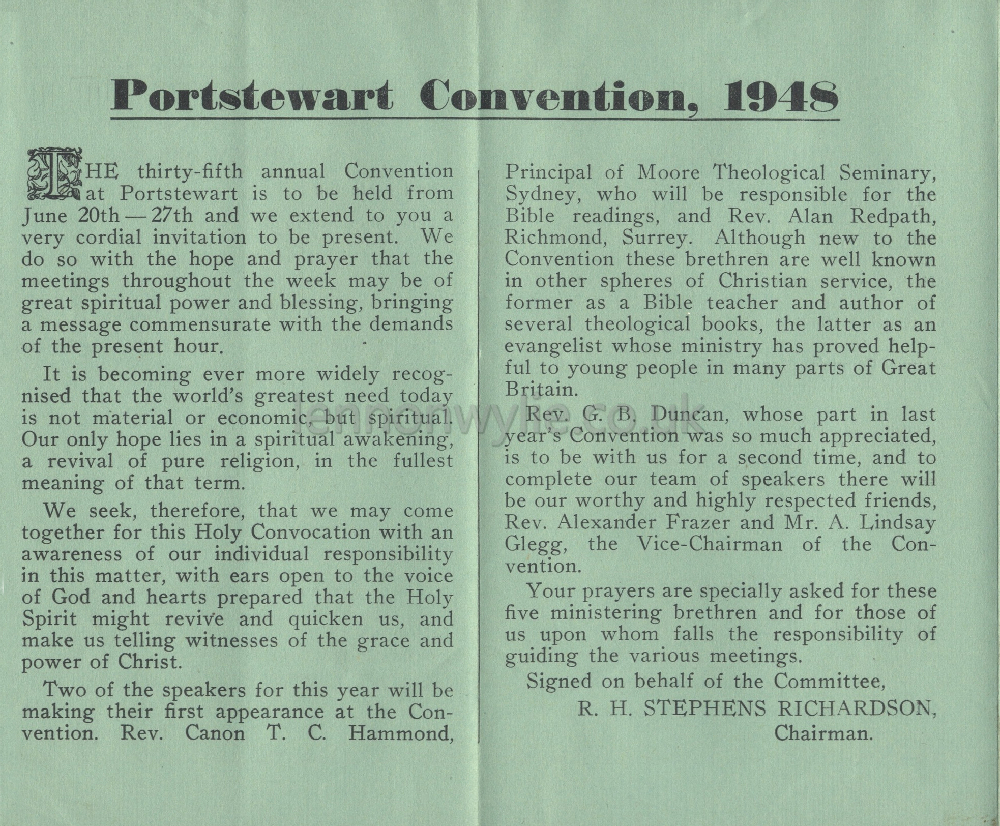 Portstewart Convention, 1948
THE thirty-fifth annual Convention
at Portstewart is to be held from
June 20th — 27th and we extend to you a
very cordial invitation to be present. We
do so with the hope and prayer that the
meetings throughout the week may be of
great spiritual power and blessing, bringing
a message commensurate with the demands
of the present hour.
It is becoming ever more widely recog-
nised that the world's greatest need today
is not material or economic, but spiritual.
Our only hope lies in a spiritual awakening,
a revival of pure religion, in the fullest
meaning of that term.
We seek, therefore, that we may come
together for this Holy Convocation with an
awareness of our individual responsibility
in this matter, with ears open to the voice
of God and hearts prepared that the Holy
Spirit might revive and quicken us, and
make us telling witnesses of the grace and
power of Christ.
Two of the speakers for this year will be
making their first appearance at the Con-
vention. Rev. Canon T. C. Hammond,
Principal of Moore Theological Seminary,
Sydney, who will be responsible for the
Bible readings, and Rev. Alan Redpath,
Richmond, Surrey. Although new to the
Convention these brethren are well known
in other spheres of Christian service, the
former as a Bible teacher and author of
several theological books, the latter as an
evangelist whose ministry has proved help-
ful to young people in many parts of Great
Britain.
Rev. G. B. Duncan, whose part in last
year's Convention was so much appreciated,
is to be with us for a second time, and to
complete our team of speakers there will
be our worthy and highly respected friends,
Rev. Alexander Frazer and Mr. A. Lindsay
Glegg, the Vice-Chairman of the Con-
vention.
Your prayers are specially asked for these
five ministering brethren and for those of
us upon whom falls the responsibility of
guiding the various meetings.
Signed on behalf of the Committee,
R. H. STEPHENS RICHARDSON,
Chairman.
lennonwylie.co.uk